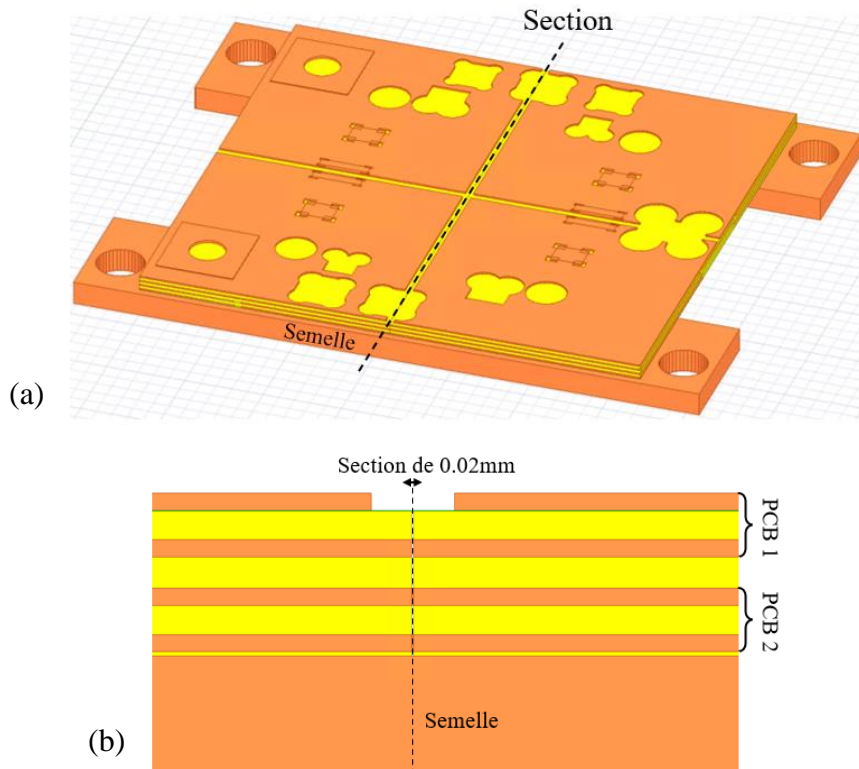 Section
Semelle
(a)
Section de 0.02mm
PCB 1
PCB 2
Semelle
(b)